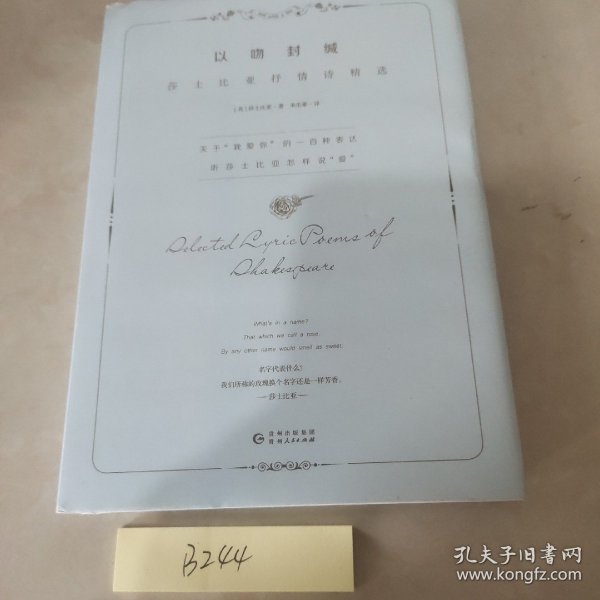 以吻封缄
莎士比亚抒情诗精选
[英]莎士比亚·著 朱生豪·译
关于“我爱你”的一百种表达
听莎士比亚怎样说“爱”
Selected Lyric Poems of
Shakespeare
What's in a name?
That which we call a rose,
By any other name would smell as sweet.
名字代表什么?
我们所称的玫瑰换个名字还是一样芳香。
—莎士比亚—
贵州出版集团
贵州人民出版社
B244
孔夫子旧书网
www.kongfz.com